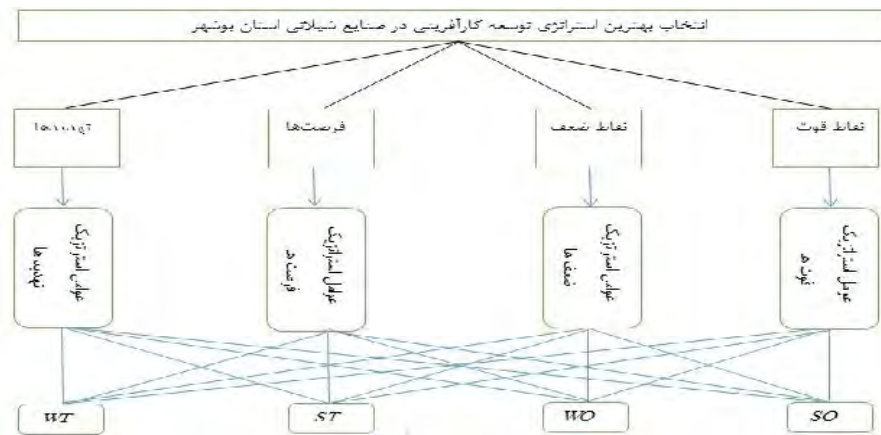 انتخاب بهترین استراتژی توسعه کارآفرینی در صنایع شیلاتی استان بوشهر
نقاط قوت
نقاط ضعف
فرصت‌ها
تهدیدها
عوامل استراتژیک
قوت ها
عوامل استراتژیک
ضعف ها
عوامل استراتژیک
فرصت ها
عوامل استراتژیک
تهدیدها
SO
WO
ST
WT